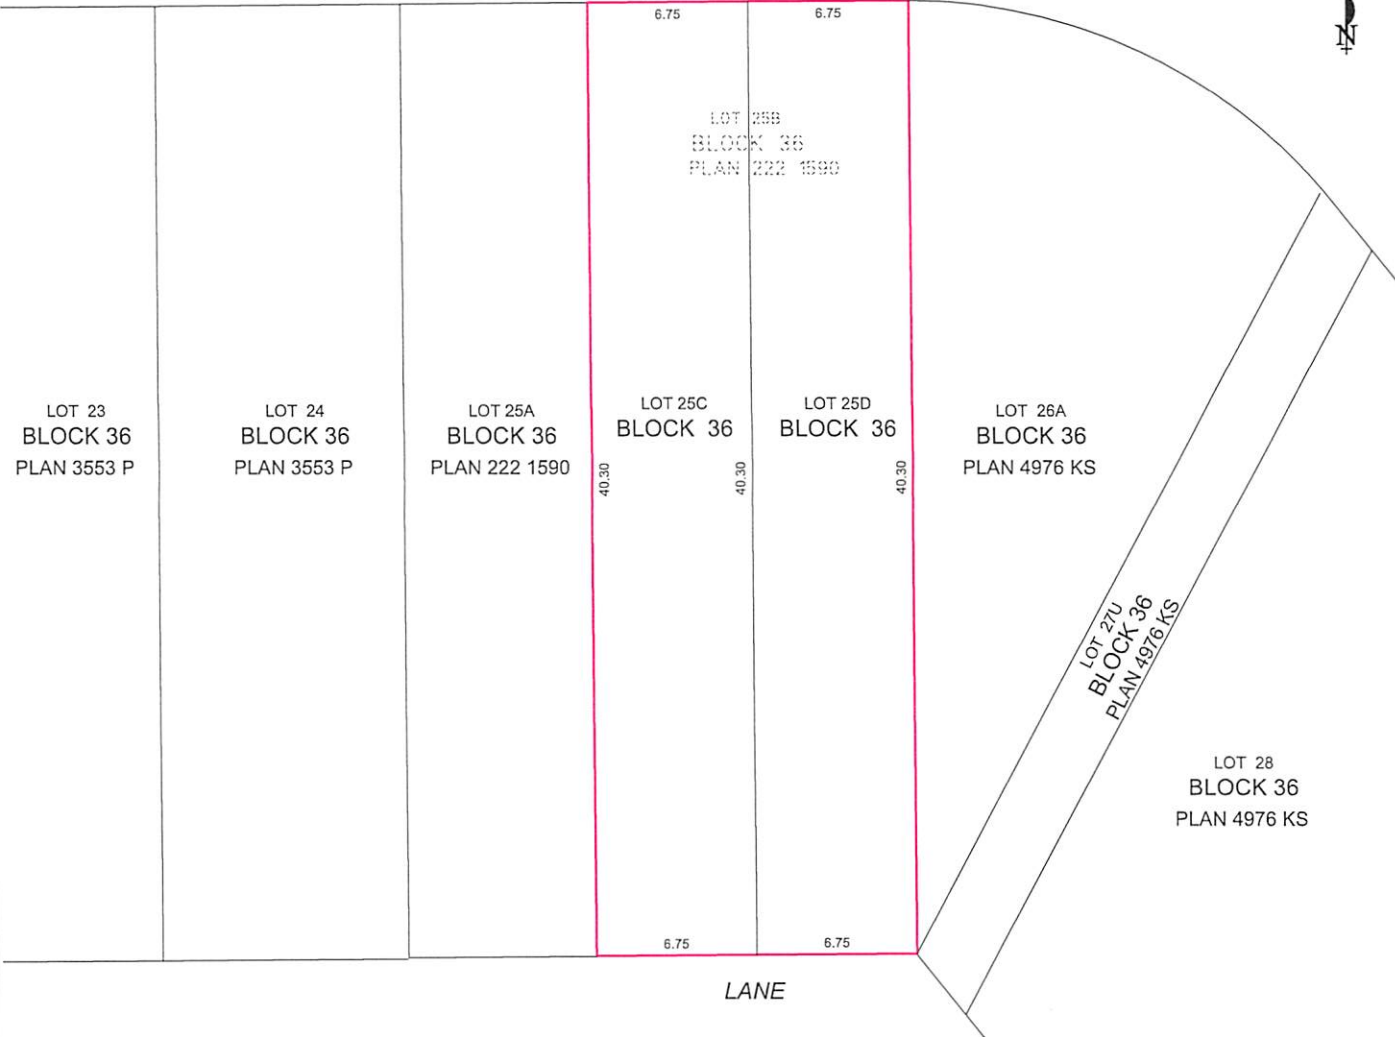 6.75
6.75
N
LOT 25B
BLOCK 36
PLAN 222 1590
LOT 23
BLOCK 36
PLAN 3553 P
LOT 24
BLOCK 36
PLAN 3553 P
LOT 25A
BLOCK 36
PLAN 222 1590
LOT 25C
BLOCK 36
LOT 25D
BLOCK 36
LOT 26A
BLOCK 36
PLAN 4976 KS
40.30
40.30
40.30
LOT 27U
BLOCK 36
PLAN 4976 KS
LOT 28
BLOCK 36
PLAN 4976 KS
6.75
6.75
LANE